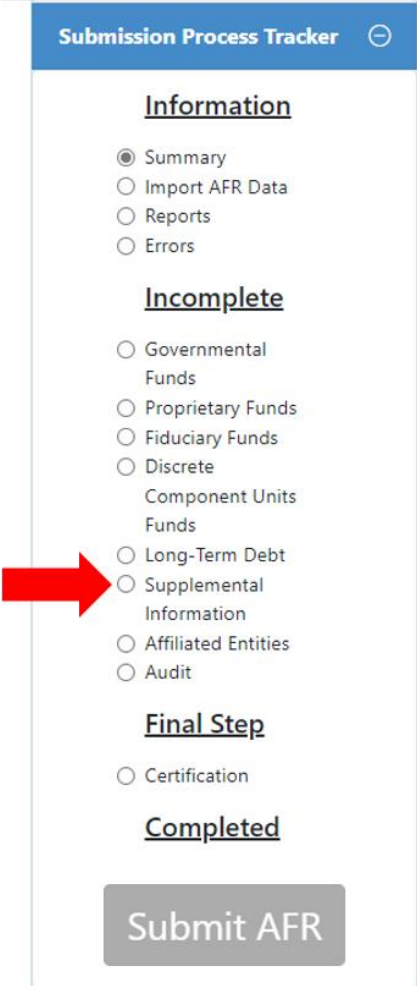 Submission Process Tracker
Information
Summary
Import AFR Data
Reports
Errors
Incomplete
Governmental
Funds
Proprietary Funds
Fiduciary Funds
Discrete
Component Units
Funds
Long-Term Debt
Supplemental
Information
Affiliated Entities
Audit
Final Step
Certification
Completed
Submit AFR